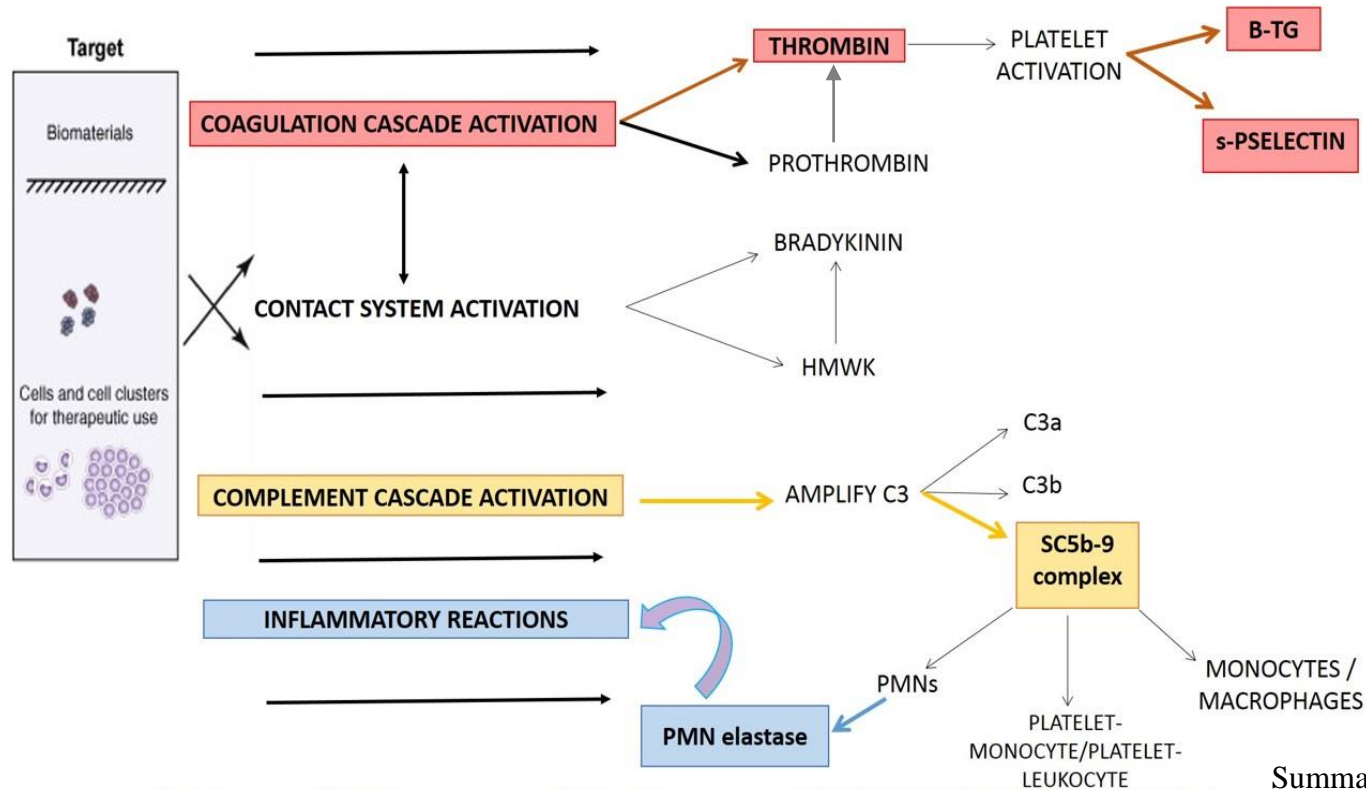 Target
Biomaterials
Cells and cell clusters
for therapeutic use
COAGULATION CASCADE ACTIVATION
THROMBIN
PROTHROMBIN
PLATELET
ACTIVATION
B-TG
s-PSELECTIN
CONTACT SYSTEM ACTIVATION
BRADYKININ
HMWK
COMPLEMENT CASCADE ACTIVATION
AMPLIFY C3
C3a
C3b
SC5b-9
complex
INFLAMMATORY REACTIONS
PMN elastase
PMNs
PLATELET-
MONOCYTE/PLATELET-
LEUKOCYTE
MONOCYTES /
MACROPHAGES
Summa